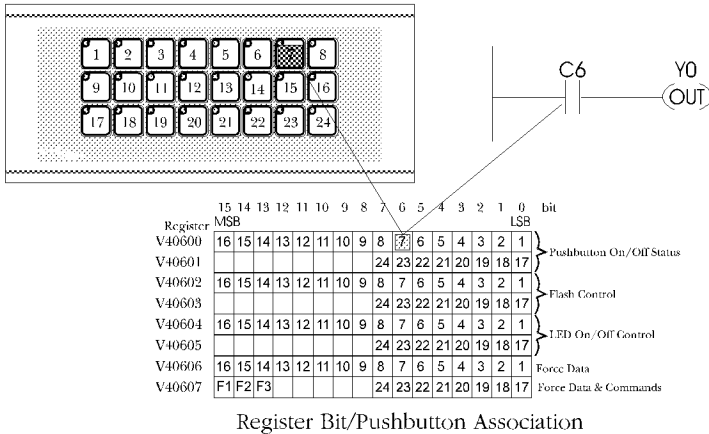 1 2 3 4 5 6 8
9 10 11 12 13 14 15 16
17 18 19 20 21 22 23 24
C6
Y0
OUT
15 14 13 12 11 10 9 8 7 6 5 4 3 2 1 0 bit
Register MSB LSB
V40600 16 15 14 13 12 11 10 9 8 7 6 5 4 3 2 1
Pushbutton On/Off Status
V40601 24 23 22 21 20 19 18 17
V40602 16 15 14 13 12 11 10 9 8 7 6 5 4 3 2 1
Flash Control
V40603 24 23 22 21 20 19 18 17
V40604 16 15 14 13 12 11 10 9 8 7 6 5 4 3 2 1
LED On/Off Control
V40605 24 23 22 21 20 19 18 17
V40606 16 15 14 13 12 11 10 9 8 7 6 5 4 3 2 1 Force Data
V40607 F1 F2 F3 24 23 22 21 20 19 18 17 Force Data & Commands
Register Bit/Pushbutton Association